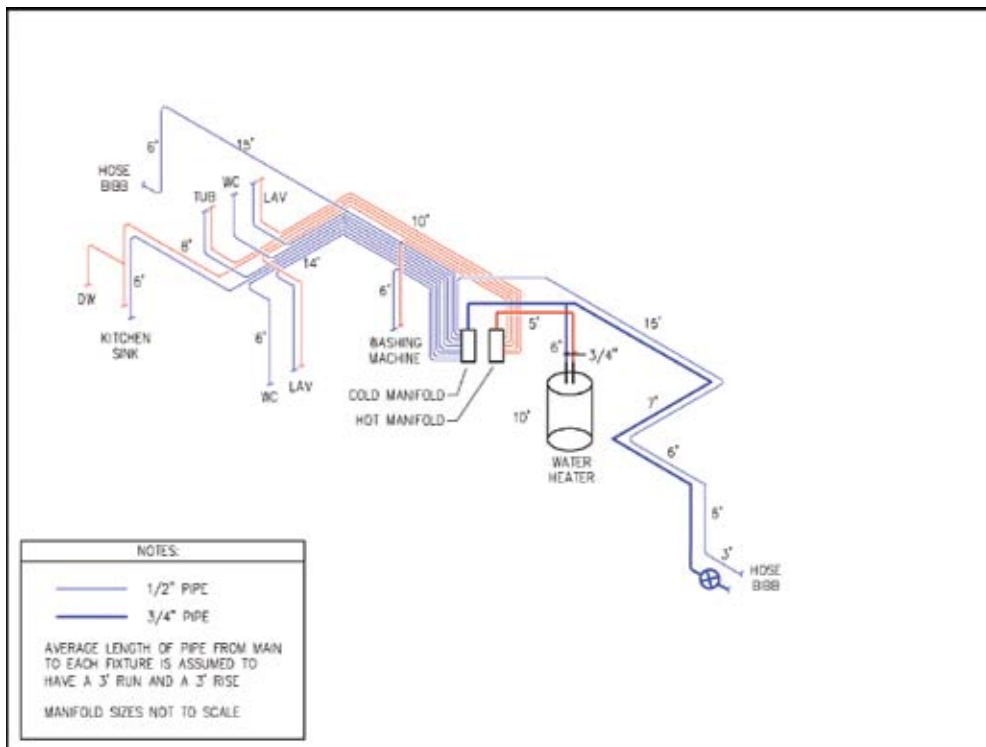 15'
6'
HOSE
BIBB
WC
TUB
LAV
10'
8'
14'
6'
DW
6'
KITCHEN
SINK
6'
WC
LAV
BASHING
MACHINE
5'
6'
3/4"
COLD MANIFOLD
HOT MANIFOLD
10'
WATER
HEATER
15'
7'
6'
6'
3'
HOSE
BIBB
NOTES:
1/2" PIPE
3/4" PIPE
AVERAGE LENGTH OF PIPE FROM MAIN
TO EACH FIXTURE IS ASSUMED TO
HAVE A 3' RUN AND A 3' RISE
MANIFOLD SIZES NOT TO SCALE